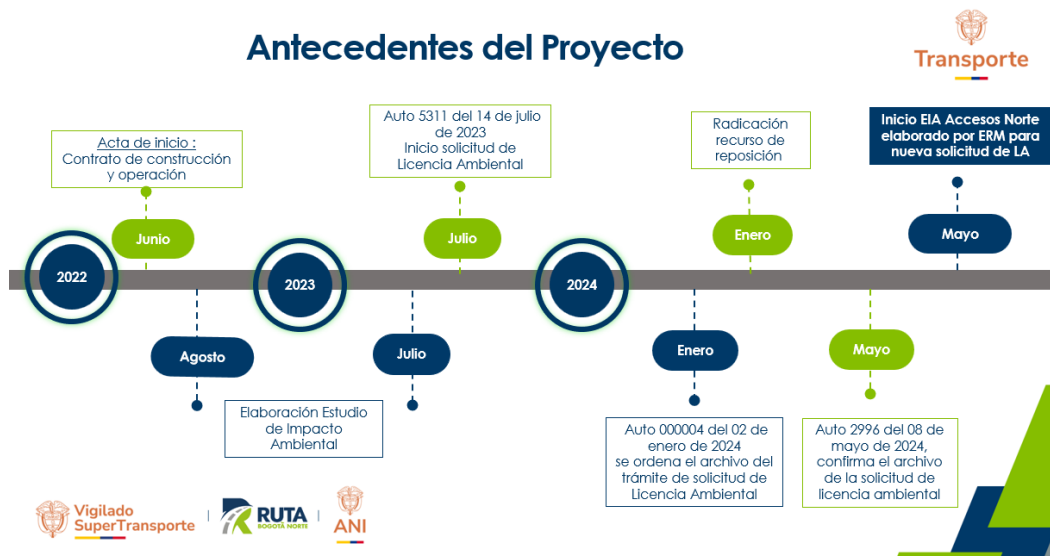 Antecedentes del Proyecto
Transporte
Acta de inicio :
Contrato de construcción
y operación
Auto 5311 del 14 de julio
de 2023
Inicio solicitud de
Licencia Ambiental
Radicación
recurso de
reposición
Inicio EIA Accesos Norte
elaborado por ERM para
nueva solicitud de LA
Junio
Julio
Enero
Mayo
2022
2023
2024
Agosto
Julio
Enero
Mayo
Elaboración Estudio
de Impacto
Ambiental
Auto 000004 del 02 de
enero de 2024
se ordena el archivo del
trámite de solicitud de
Licencia Ambiental
Auto 2996 del 08 de
mayo de 2024,
confirma el archivo
de la solicitud de
licencia ambiental
Vigilado
SuperTransporte
RUTA
BOGOTÁ NORTE
ANI